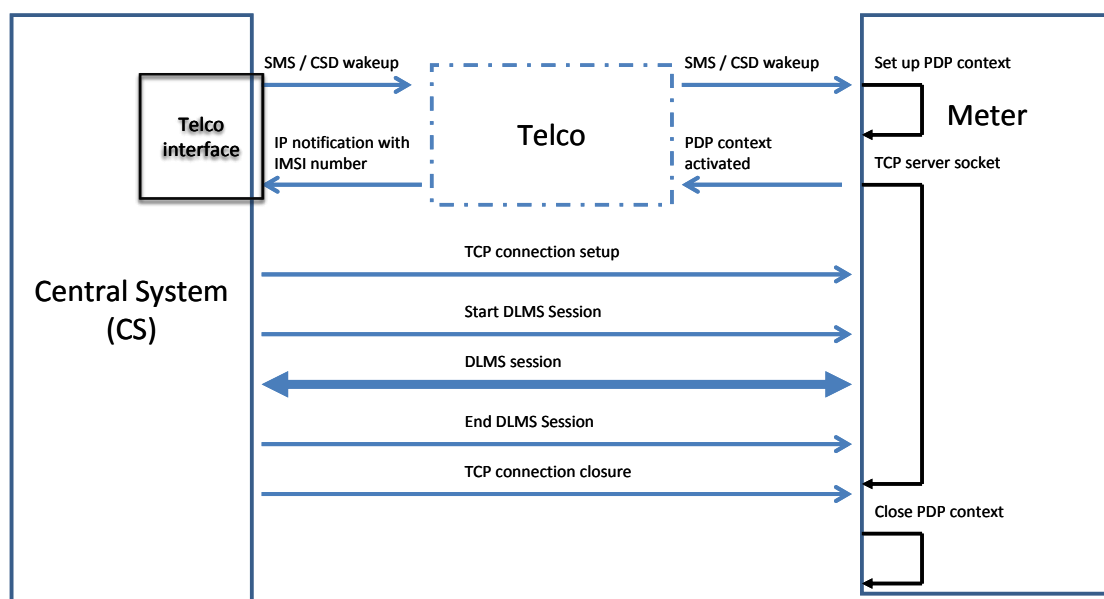 SMS / CSD wakeup
SMS / CSD wakeup
Set up PDP context
Telco
interface
Telco
Meter
IP notification with
IMSI number
PDP context
activated
TCP server socket
TCP connection setup
Central System
(CS)
Start DLMS Session
DLMS session
End DLMS Session
TCP connection closure
Close PDP context